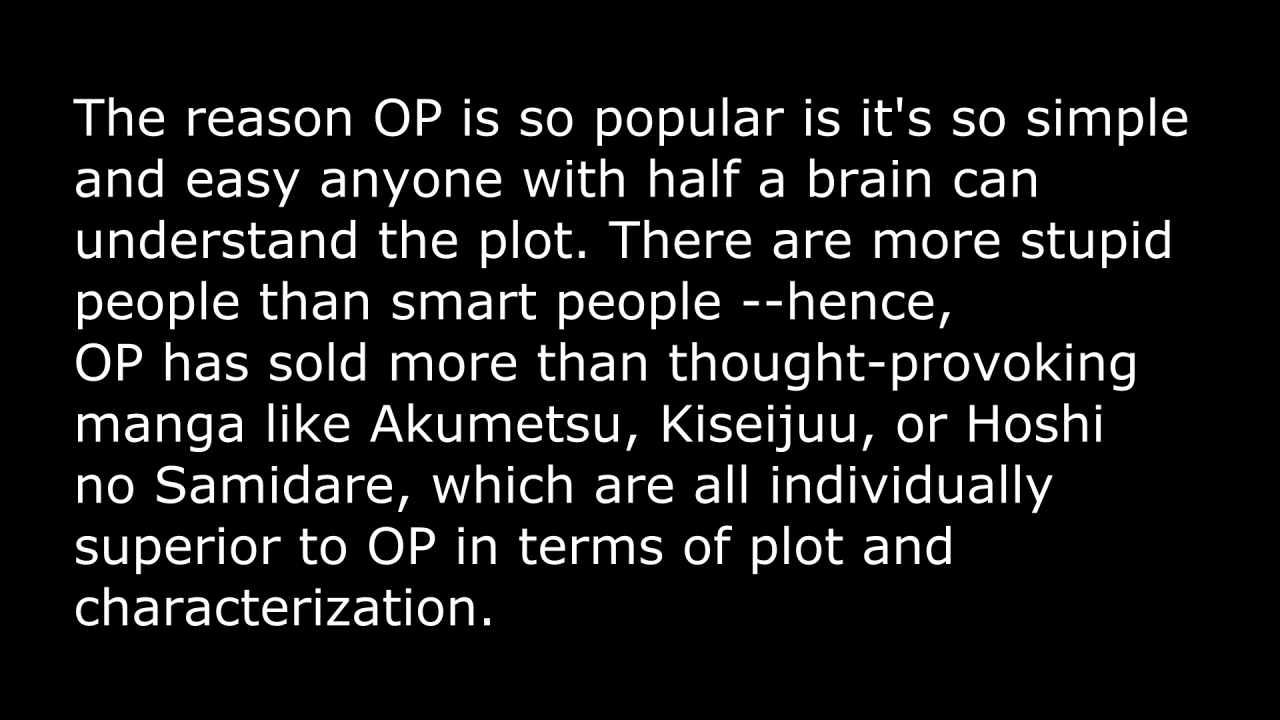 The reason OP is so popular is it's so simple
and easy anyone with half a brain can
understand the plot. There are more stupid
people than smart people --hence,
OP has sold more than thought-provoking
manga like Akumetsu, Kiseijuu, or Hoshi
no Samidare, which are all individually
superior to OP in terms of plot and
characterization.